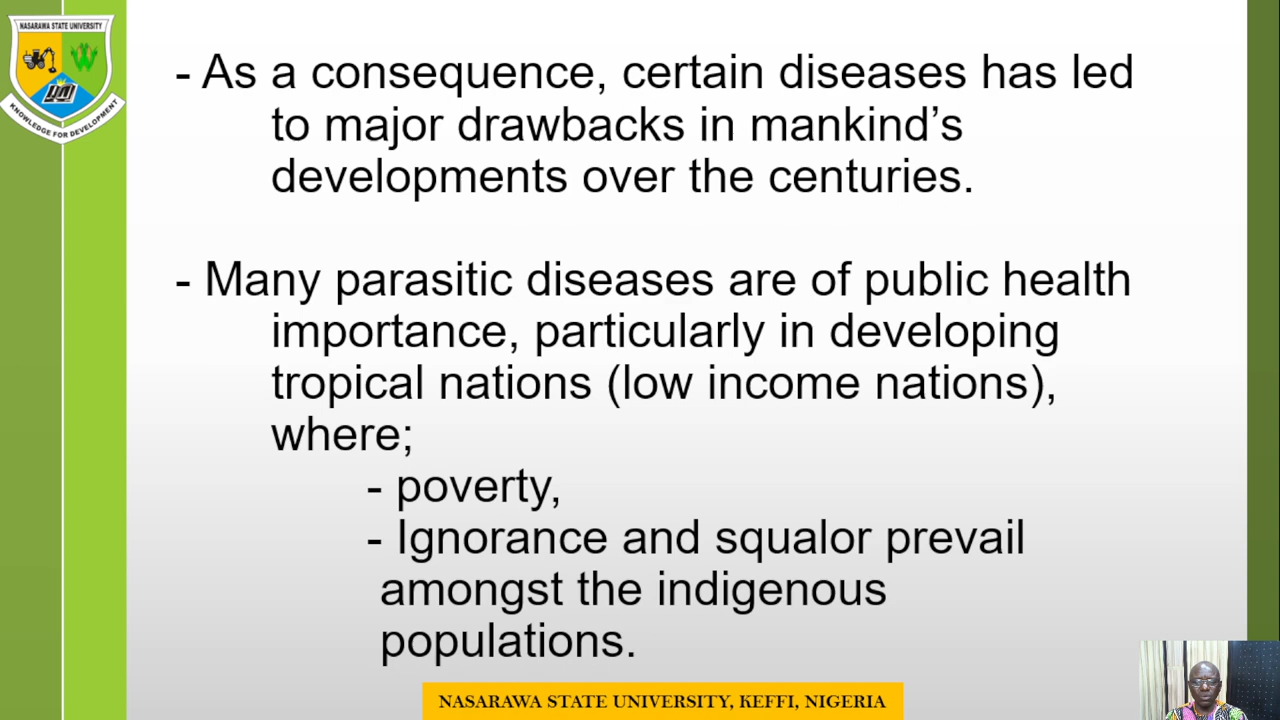 NASARAWA STATE UNIVERSITY
KNOWLEDGE FOR DEVELOPMENT
- As a consequence, certain diseases has led
to major drawbacks in mankind’s
developments over the centuries.
- Many parasitic diseases are of public health
importance, particularly in developing
tropical nations (low income nations),
where;
- poverty,
- Ignorance and squalor prevail
amongst the indigenous
populations.
NASARAWA STATE UNIVERSITY, KEFFI, NIGERIA